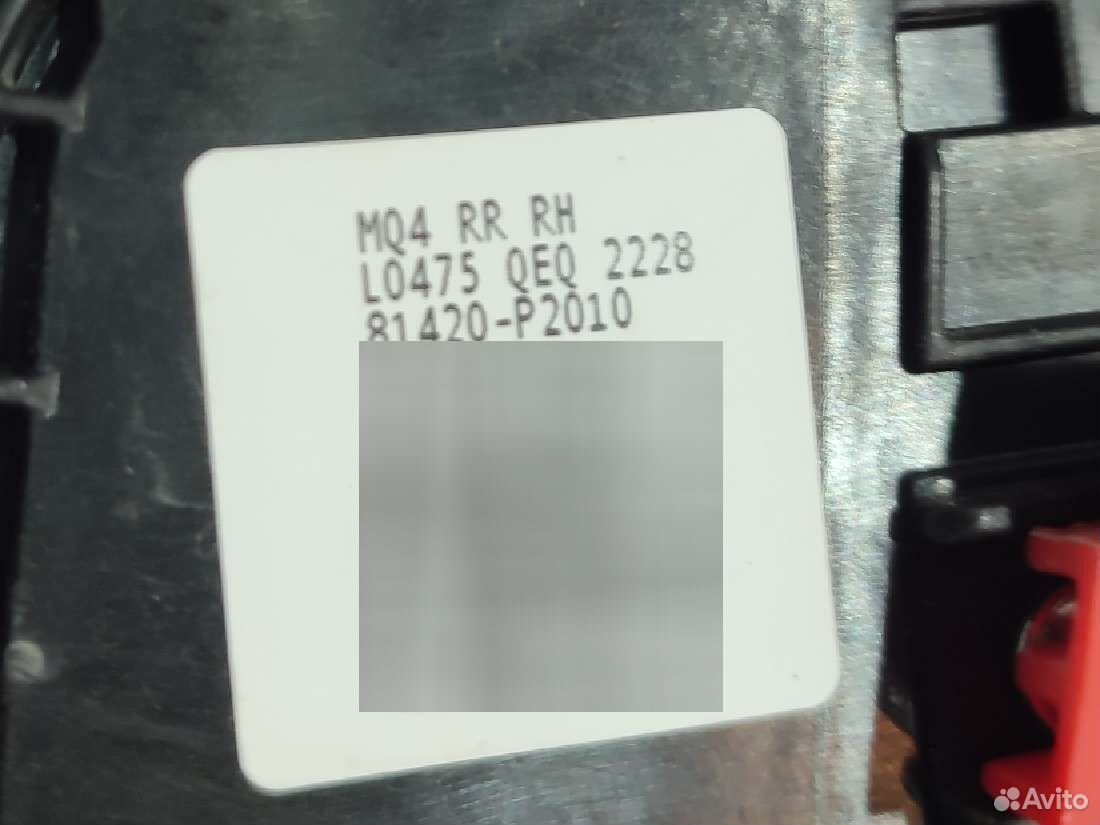 MQ4 RR RH
L0475 QEQ 2228
81420-P2010
Avito